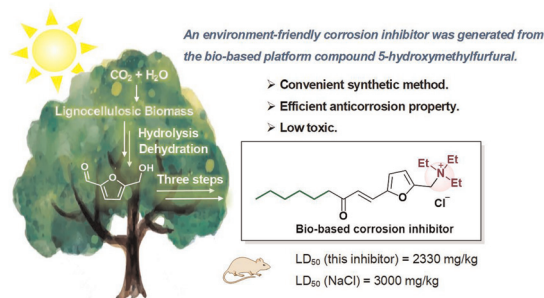 An environment-friendly corrosion inhibitor was generated from
the bio-based platform compound 5-hydroxymethylfurfural.
CO₂ + H₂O
Lignocellulosic Biomass
Hydrolysis
Dehydration
O
O
OH
Three steps
➢ Convenient synthetic method.
➢ Efficient anticorrosion property.
➢ Low toxic.
Et
Et
N⁺
Et
O
O
Cl⁻
Bio-based corrosion inhibitor
LD₅₀ (this inhibitor) = 2330 mg/kg
LD₅₀ (NaCl) = 3000 mg/kg